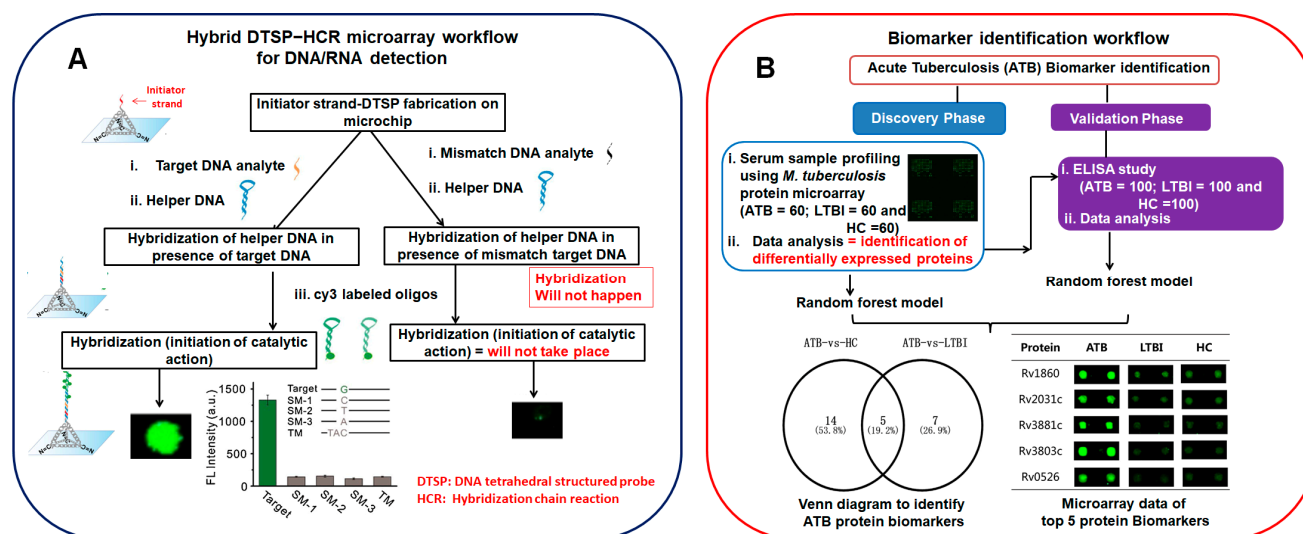 A
Hybrid DTSP-HCR microarray workflow
for DNA/RNA detection
Initiator
strand
Initiator strand-DTSP fabrication on
microchip
i. Target DNA analyte
ii. Helper DNA
i. Mismatch DNA analyte
ii. Helper DNA
Hybridization of helper DNA in
presence of target DNA
Hybridization of helper DNA in
presence of mismatch target DNA
Hybridization
Will not happen
iii. cy3 labeled oligos
Hybridization (initiation of catalytic
action)
Hybridization (initiation of catalytic
action) = will not take place
FL Intensity (a.u.)
1500
1000
500
0
Target G
SM-1 C
SM-2 T
SM-3 A
TM TAC
Target
SM-1
SM-2
SM-3
TM
DTSP: DNA tetrahedral structured probe
HCR: Hybridization chain reaction
B
Biomarker identification workflow
Acute Tuberculosis (ATB) Biomarker identification
Discovery Phase
Validation Phase
i. Serum sample profiling
using M. tuberculosis
protein microarray
(ATB = 60; LTBI = 60 and
HC =60)
ii. Data analysis = identification of
differentially expressed proteins
i. ELISA study
(ATB = 100; LTBI = 100 and
HC =100)
ii. Data analysis
Random forest model
Random forest model
ATB-vs-HC
ATB-vs-LTBI
14
(53.8%)
5
(19.2%)
7
(26.9%)
Venn diagram to identify
ATB protein biomarkers
Protein ATB LTBI HC
Rv1860
Rv2031c
Rv3881c
Rv3803c
Rv0526
Microarray data of
top 5 protein Biomarkers